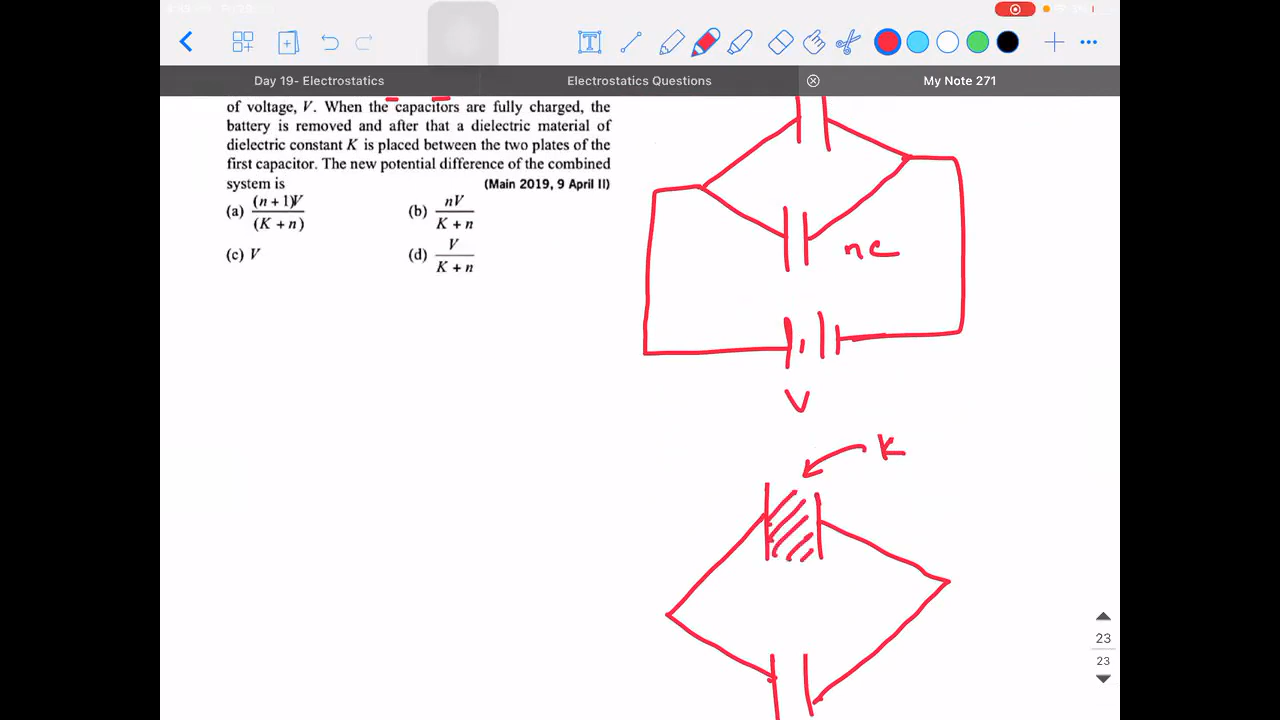 Day 19- Electrostatics
Electrostatics Questions
My Note 271
of voltage, V. When the capacitors are fully charged, the
battery is removed and after that a dielectric material of
dielectric constant K is placed between the two plates of the
first capacitor. The new potential difference of the combined
system is (Main 2019, 9 April II)
(a) (n + 1)V / (K + n)
(b) nV / K + n
(c) V
(d) V / K + n
nC
V
K
23
23